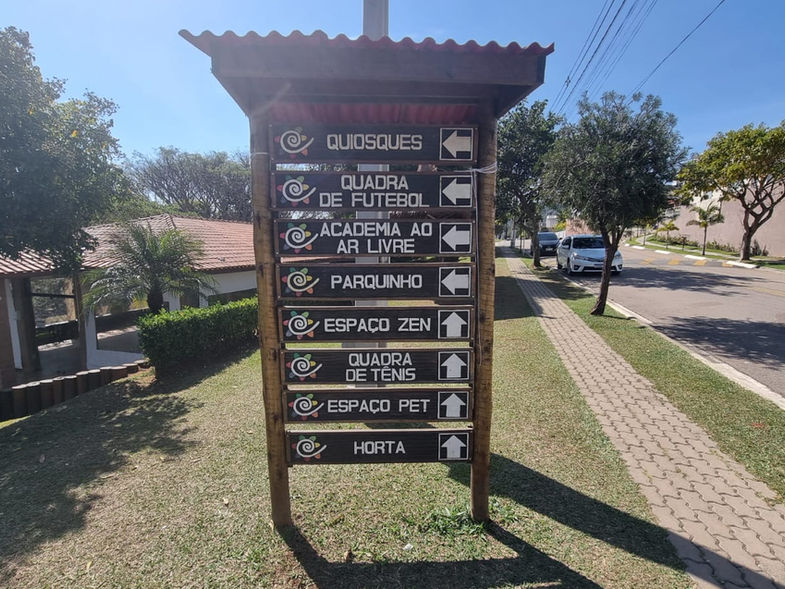 QUIOSQUES
QUADRA
DE FUTEBOL
ACADEMIA AO
AR LIVRE
PARQUINHO
ESPAÇO ZEN
QUADRA
DE TÊNIS
ESPAÇO PET
HORTA